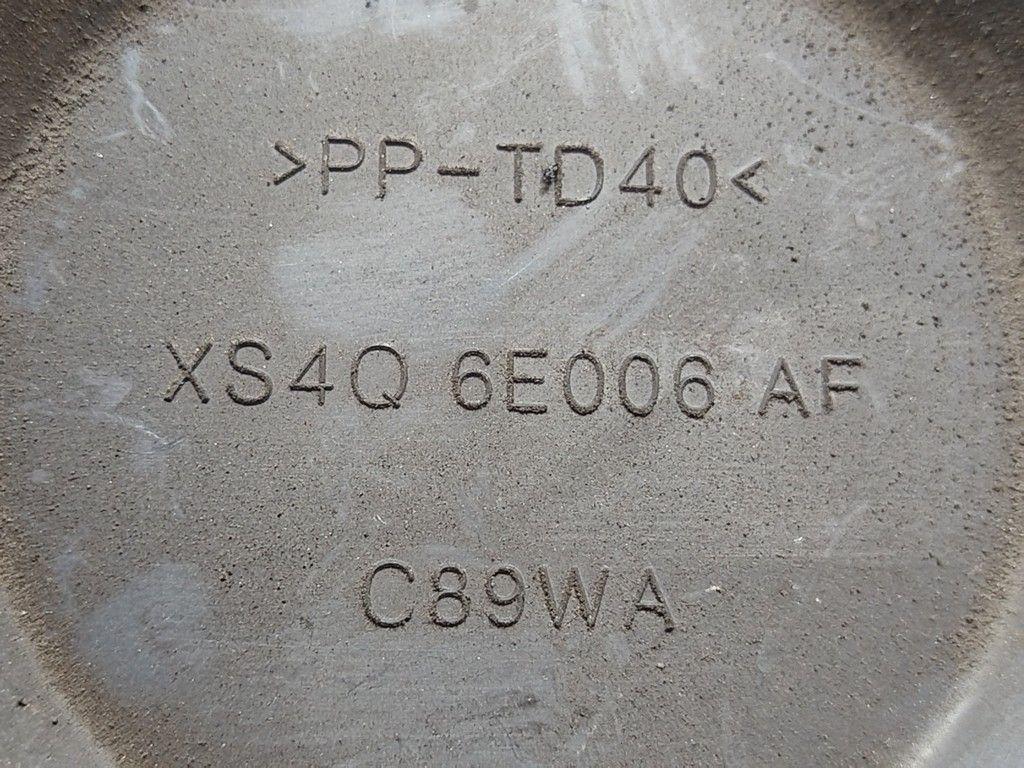 >PP-TD40<
XS4Q 6E006 AF
C89WA